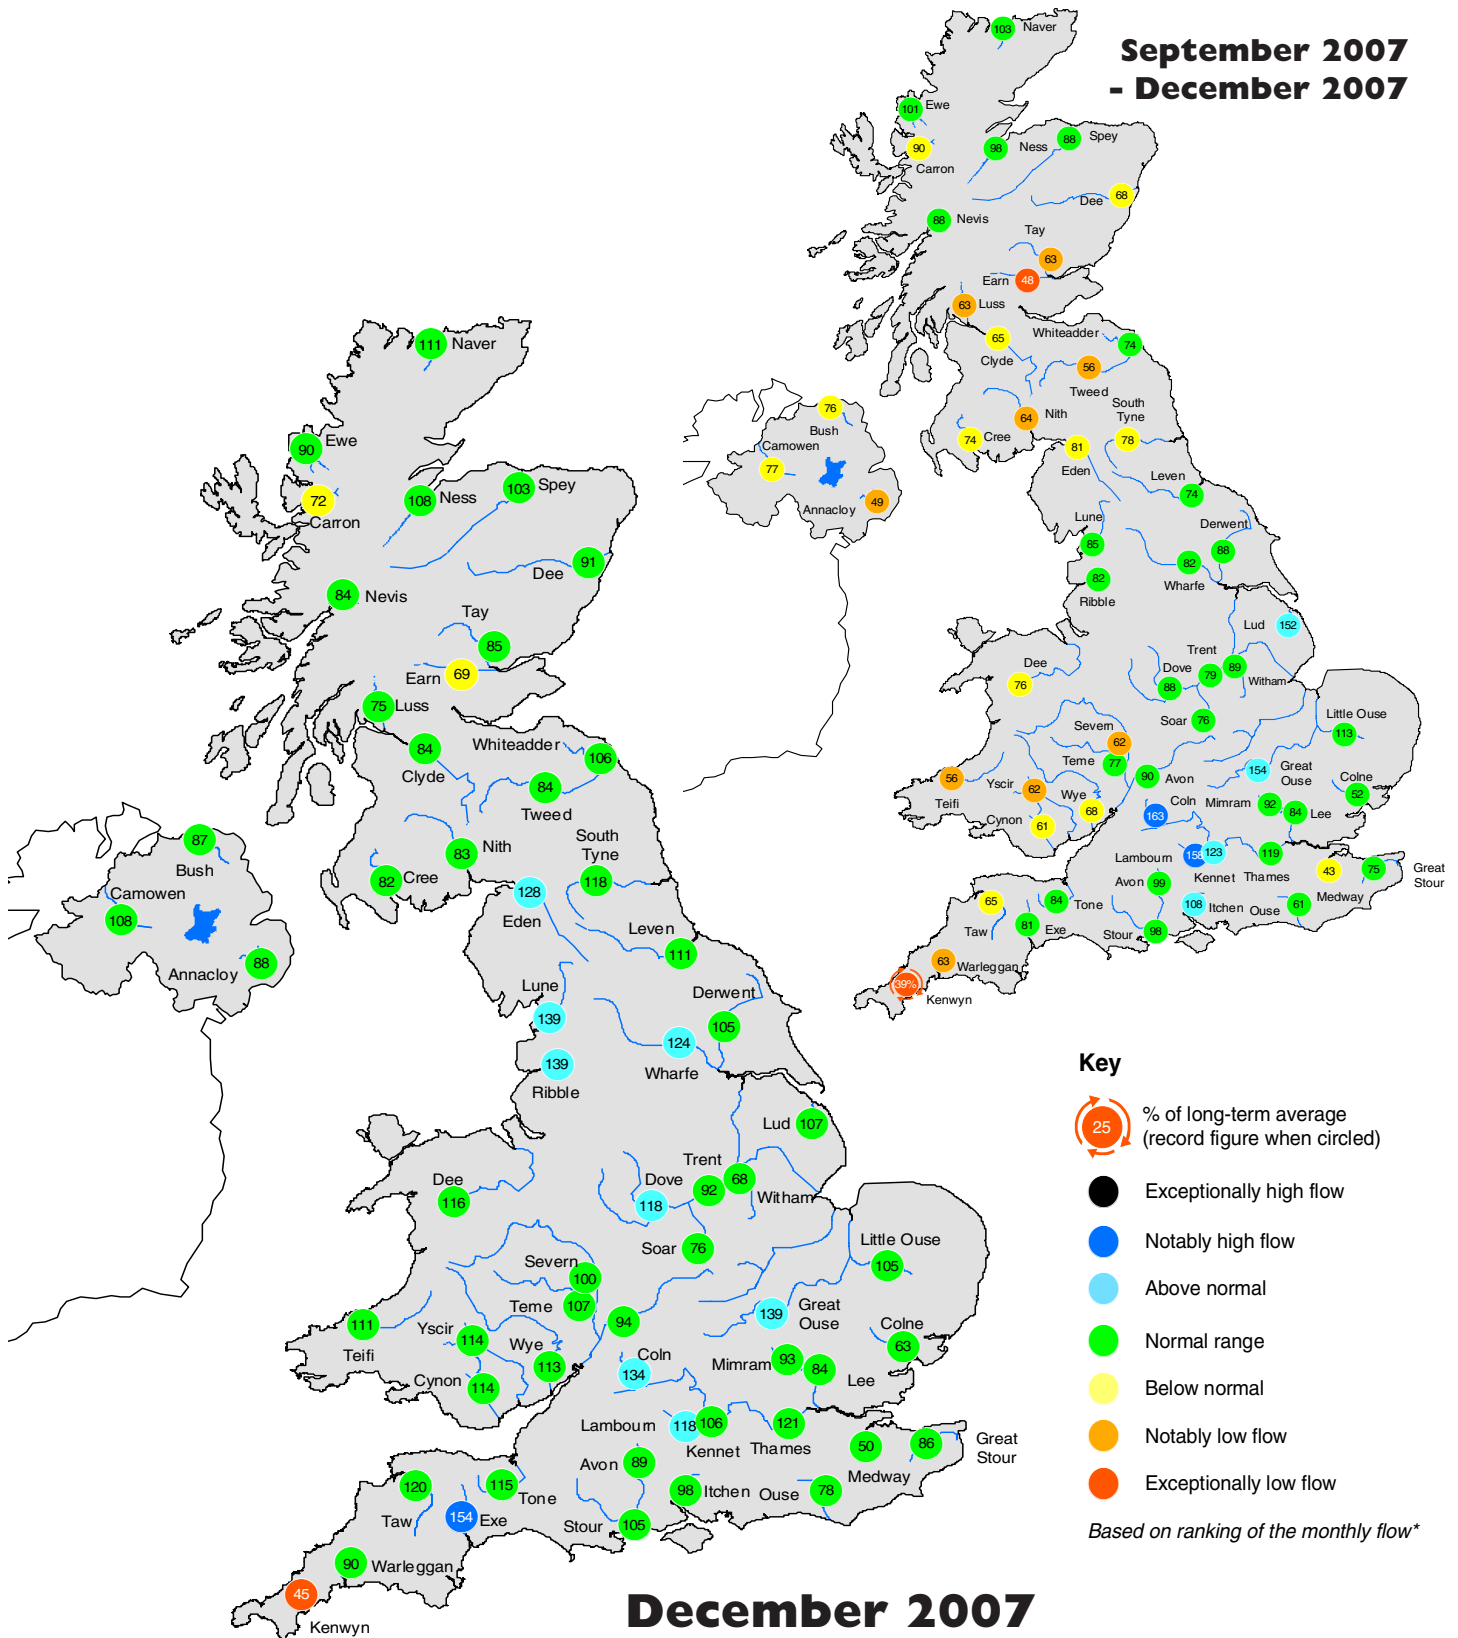 September 2007
- December 2007
103 Naver
101 Ewe
90
Carron
98 Ness
88 Spey
Dee 68
88 Nevis
Tay
63
Earn 48
63 Luss
65
Clyde
Whiteadder
74
56
Tweed
64 Nith
South
Tyne
78
74 Cree
81
Eden
76
Bush
Camowen
77
Annacloy 49
Leven
74
Lune
85
Derwent
88
82
Wharfe
82
Ribble
Lud 152
Dee
76
Trent
79
89
Witham
Dove
88
Soar 76
Little Ouse
113
Severn
62
Teme 77
90 Avon
154 Great
Ouse
Colne
52
56
Teifi
Yscir
62
Wye
68
Cynon 61
Coln
163
Mimram 92
84 Lee
Lambourn
158
123
Kennet
119
Thames
43
Medway
75
Great
Stour
Avon 99
108 Itchen
Ouse 61
65
Taw
84
Tone
81
Exe
Stour 98
63
Warleggan
39%
Kenwyn
111 Naver
90
Ewe
72
Carron
108 Ness
103 Spey
91
Dee
84 Nevis
Tay
85
Earn 69
75 Luss
84
Clyde
Whiteadder
106
84
Tweed
83 Nith
South
Tyne
118
82 Cree
128
Eden
87
Bush
Camowen
108
Annacloy 88
Leven
111
Lune
139
Derwent
105
124
Wharfe
139
Ribble
Lud 107
Dee
116
Trent
92
68
Witham
Dove
118
Soar 76
Little Ouse
105
Severn
100
Teme 107
94
139 Great
Ouse
Colne
63
111
Teifi
Yscir
114
Wye
113
Cynon 114
Coln
134
Mimram 93
84
Lee
Lambourn
118
106
Kennet
121
Thames
50
Medway
86
Great
Stour
Avon 89
98 Itchen
Ouse 78
120
Taw
115
Tone
154 Exe
Stour 105
90 Warleggan
45
Kenwyn
December 2007
Key
25
% of long-term average
(record figure when circled)
Exceptionally high flow
Notably high flow
Above normal
Normal range
Below normal
Notably low flow
Exceptionally low flow
Based on ranking of the monthly flow*